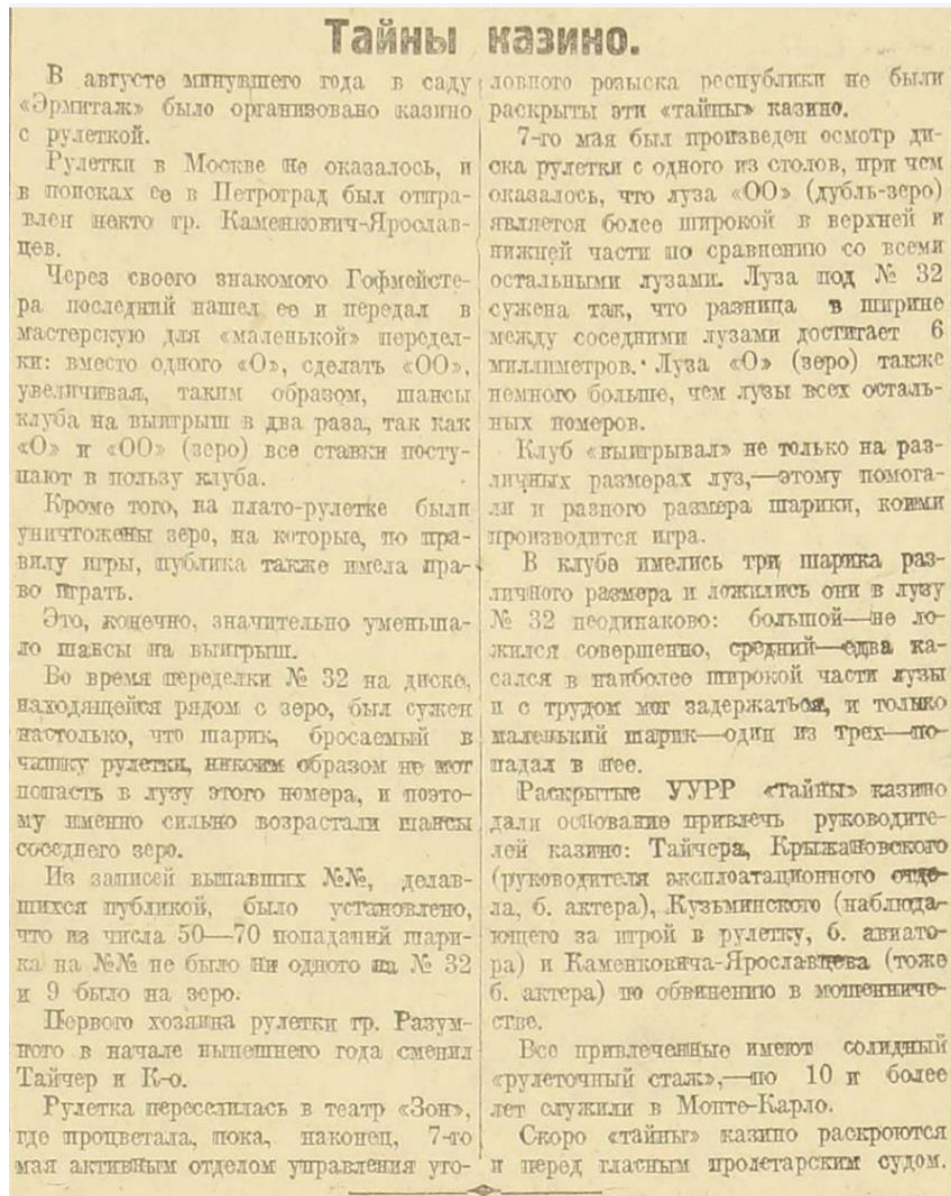 Тайны казино.
В августе минувшего года в саду
«Эрмитаж» было организовано казино
с рулеткой.
Рулетки в Москве не оказалось, и
в поисках ее в Петроград был отпра-
влен некто гр. Каменкович-Ярослав-
цев.
Через своего знакомого Гофмейсте-
ра последний нашел ее и передал в
мастерскую для «маленькой» передел-
ки: вместо одного «О», сделать «ОО»,
увеличивая, таким образом, шансы
клуба на выигрыш в два раза, так как
«О» и «ОО» (зеро) все ставки посту-
пают в пользу клуба.
Кроме того, на плато-рулетке были
уничтожены зеро, на которые, по пра-
вилу игры, публика также имела пра-
во играть.
Это, конечно, значительно уменьша-
ло шансы на выигрыш.
Во время переделки № 32 на диске,
находящейся рядом с зеро, был сужен
настолько, что шарик, бросаемый в
чашку рулетки, никоим образом не мог
попасть в лузу этого номера, и поэто-
му именно сильно возрастали шансы
соседнего зеро.
Из записей выпавших №№, делав-
шихся публикой, было установлено,
что из числа 50—70 попаданий шари-
ка на №№ не было ни одного на № 32
и 9 было на зеро.
Первого хозяина рулетки гр. Разум-
ного в начале нынешнего года сменил
Тайчер и К-о.
Рулетка переселилась в театр «Зон»,
где процветала, пока, наконец, 7-го
мая активным отделом управления уго-
ловного розыска республики не были
раскрыты эти «тайны» казино.
7-го мая был произведен осмотр ди-
ска рулетки с одного из столов, при чем
оказалось, что луза «ОО» (дубль-зеро)
является более широкой в верхней и
нижней части по сравнению со всеми
остальными лузами. Луза под № 32
сужена так, что разница в ширине
между соседними лузами достигает 6
миллиметров. Луза «О» (зеро) также
немного больше, чем лузы всех осталь-
ных номеров.
Клуб «выигрывал» не только на раз-
личных размерах луз,—этому помога-
ли и разного размера шарики, коими
производится игра.
В клубе имелись три шарика раз-
личного размера и ложились они в лузу
№ 32 неодинаково: большой—не ло-
жился совершенно, средний—едва ка-
сался в наиболее широкой части лузы
и с трудом мог задержаться, и только
маленький шарик—один из трех—по-
падал в нее.
Раскрытые УУРР «тайны» казино
дали основание привлечь руководите-
лей казино: Тайчера, Крыжановского
(руководителя эксплоатационного отде-
ла, б. актера), Кузьминского (наблюда-
ющего за игрой в рулетку, б. авиато-
ра) и Каменковича-Ярославцева (тоже
б. актера) по обвинению в мошенниче-
стве.
Все привлеченные имеют солидный
«рулеточный стаж»,—по 10 и более
лет служили в Монте-Карло.
Скоро «тайны» казино раскроются
и перед гласным пролетарским судом.